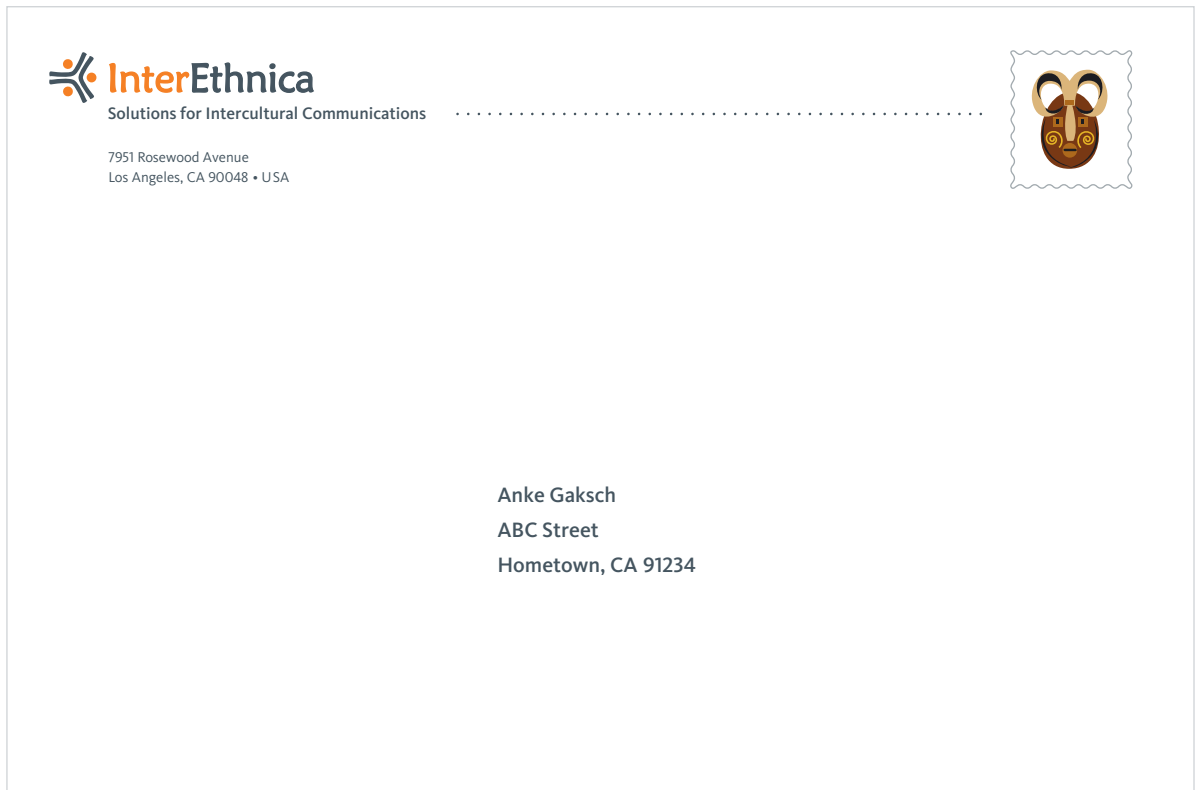 InterEthnica
Solutions for Intercultural Communications
7951 Rosewood Avenue
Los Angeles, CA 90048 • USA
Anke Gaksch
ABC Street
Hometown, CA 91234